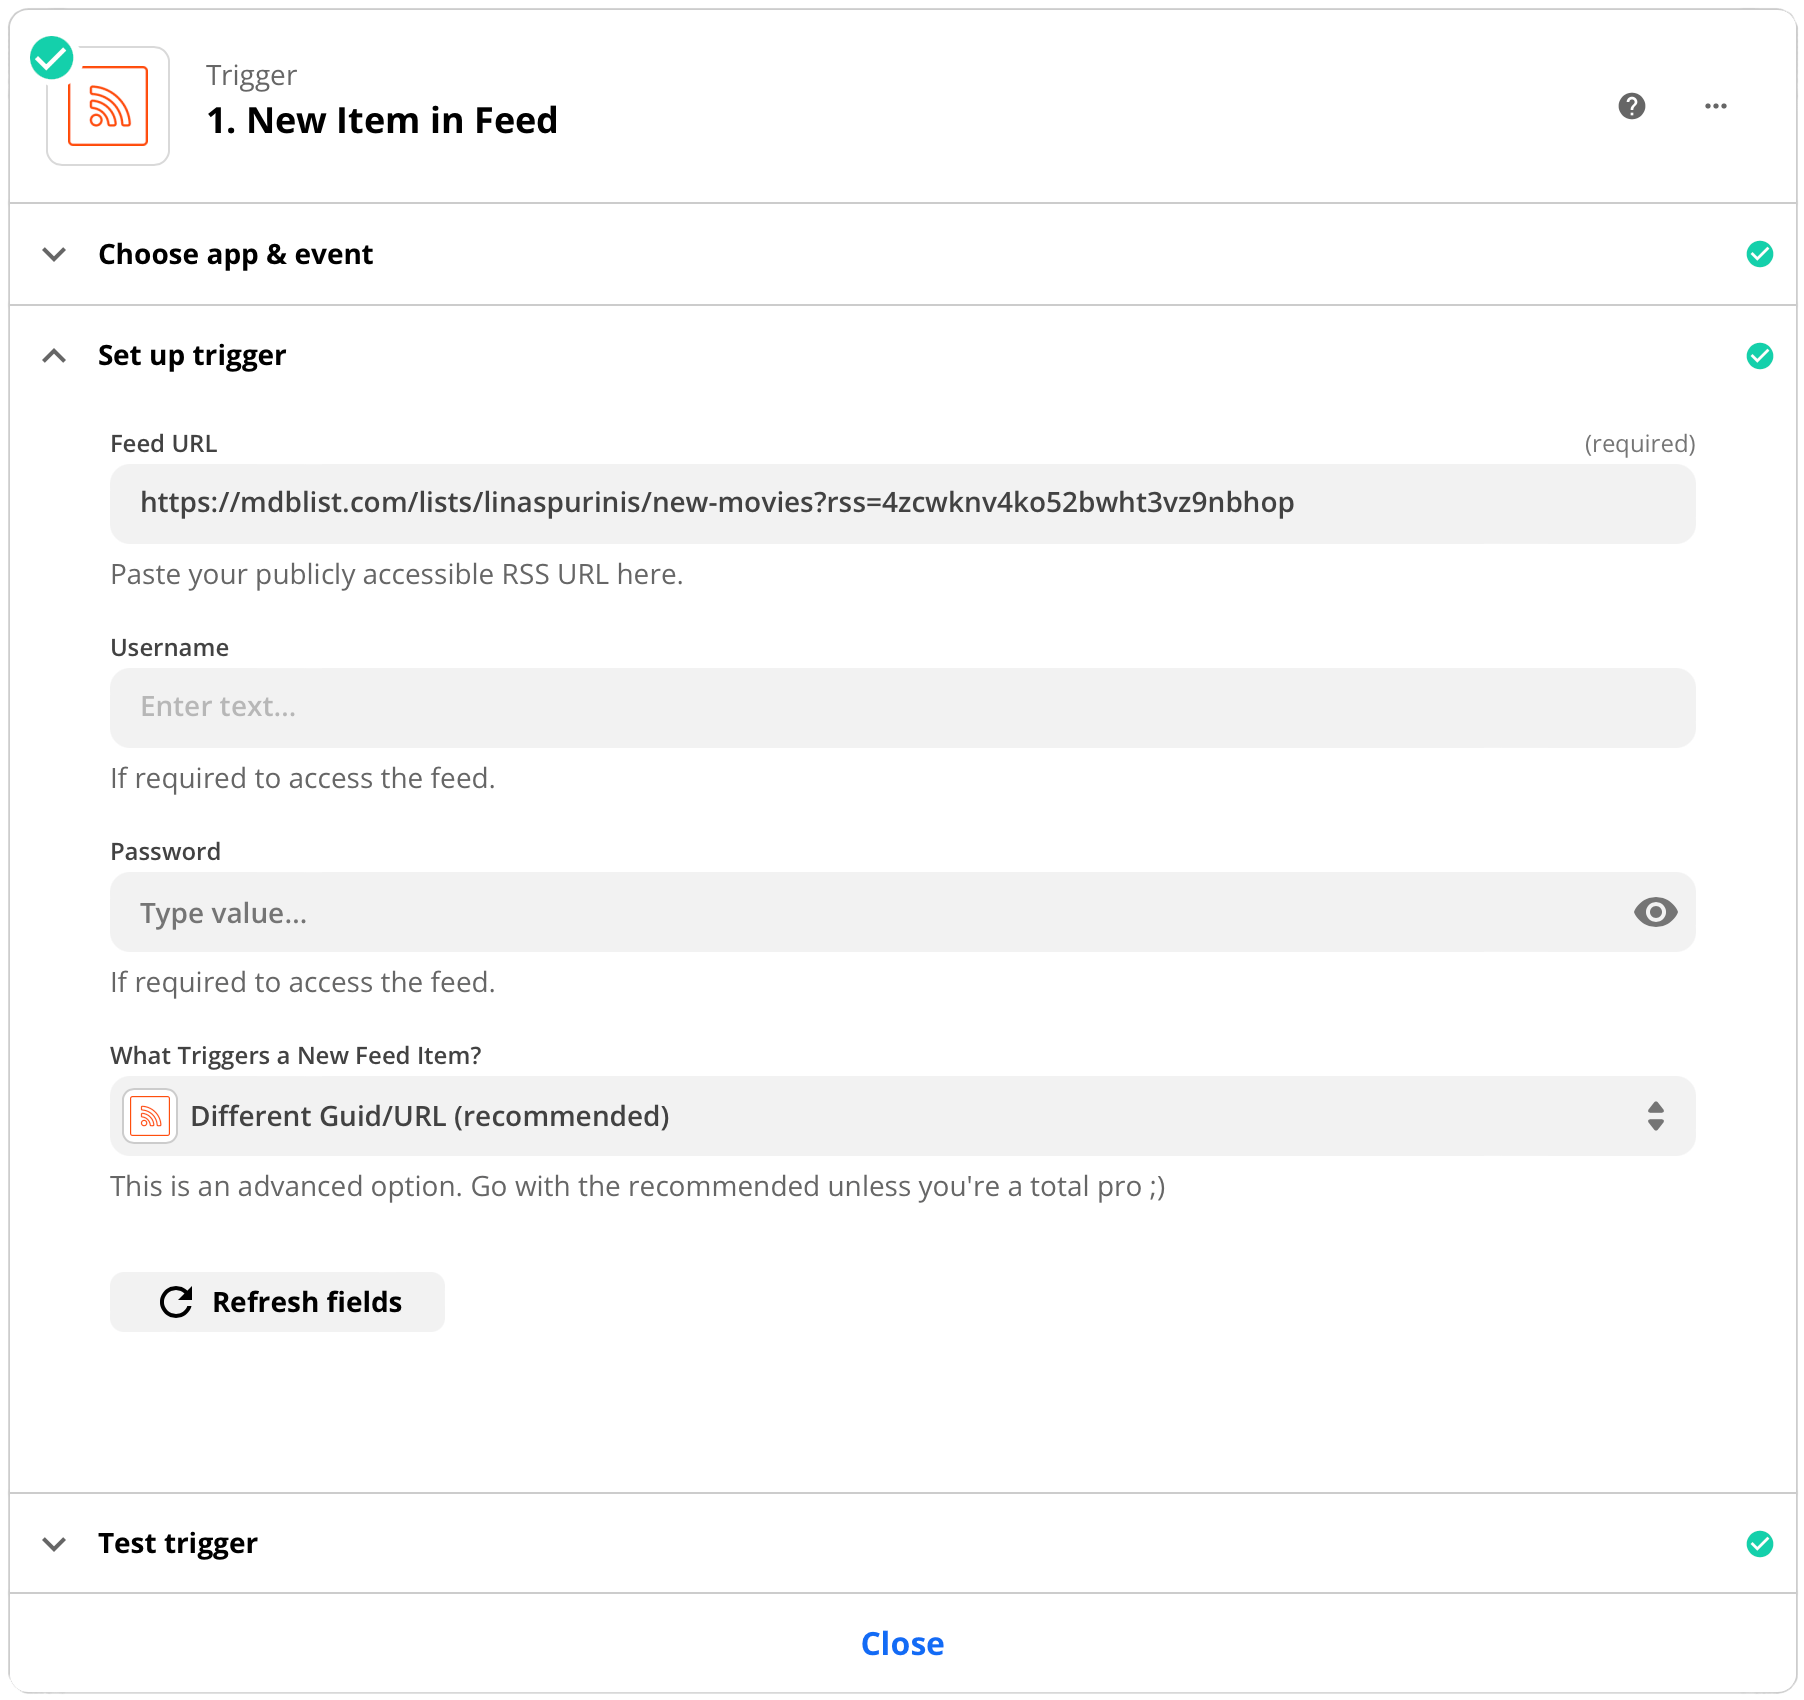 Trigger
1. New Item in Feed
Choose app & event
Set up trigger
Feed URL
(required)
https://mdblist.com/lists/linaspurinis/new-movies?rss=4zcwknv4ko52bwht3vz9nbhop
Paste your publicly accessible RSS URL here.
Username
Enter text...
If required to access the feed.
Password
Type value...
If required to access the feed.
What Triggers a New Feed Item?
Different Guid/URL (recommended)
This is an advanced option. Go with the recommended unless you're a total pro ;)
Refresh fields
Test trigger
Close